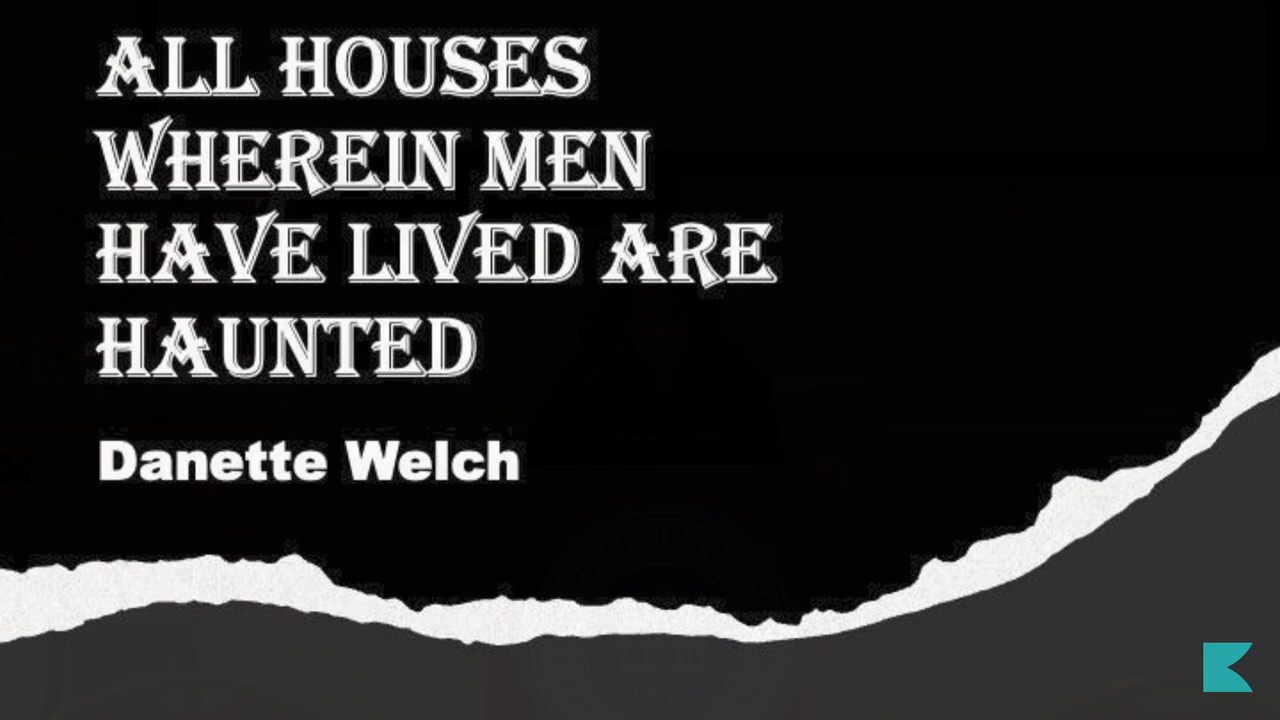 ALL HOUSES
WHEREIN MEN
HAVE LIVED ARE
HAUNTED
Danette Welch